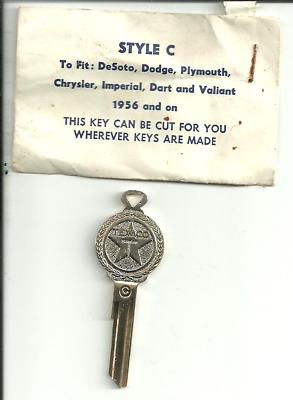 STYLE C
To Fit: DeSoto, Dodge, Plymouth,
Chrysler, Imperial, Dart and Valiant
1956 and on
THIS KEY CAN BE CUT FOR YOU
WHEREVER KEYS ARE MADE
TEXACO
C